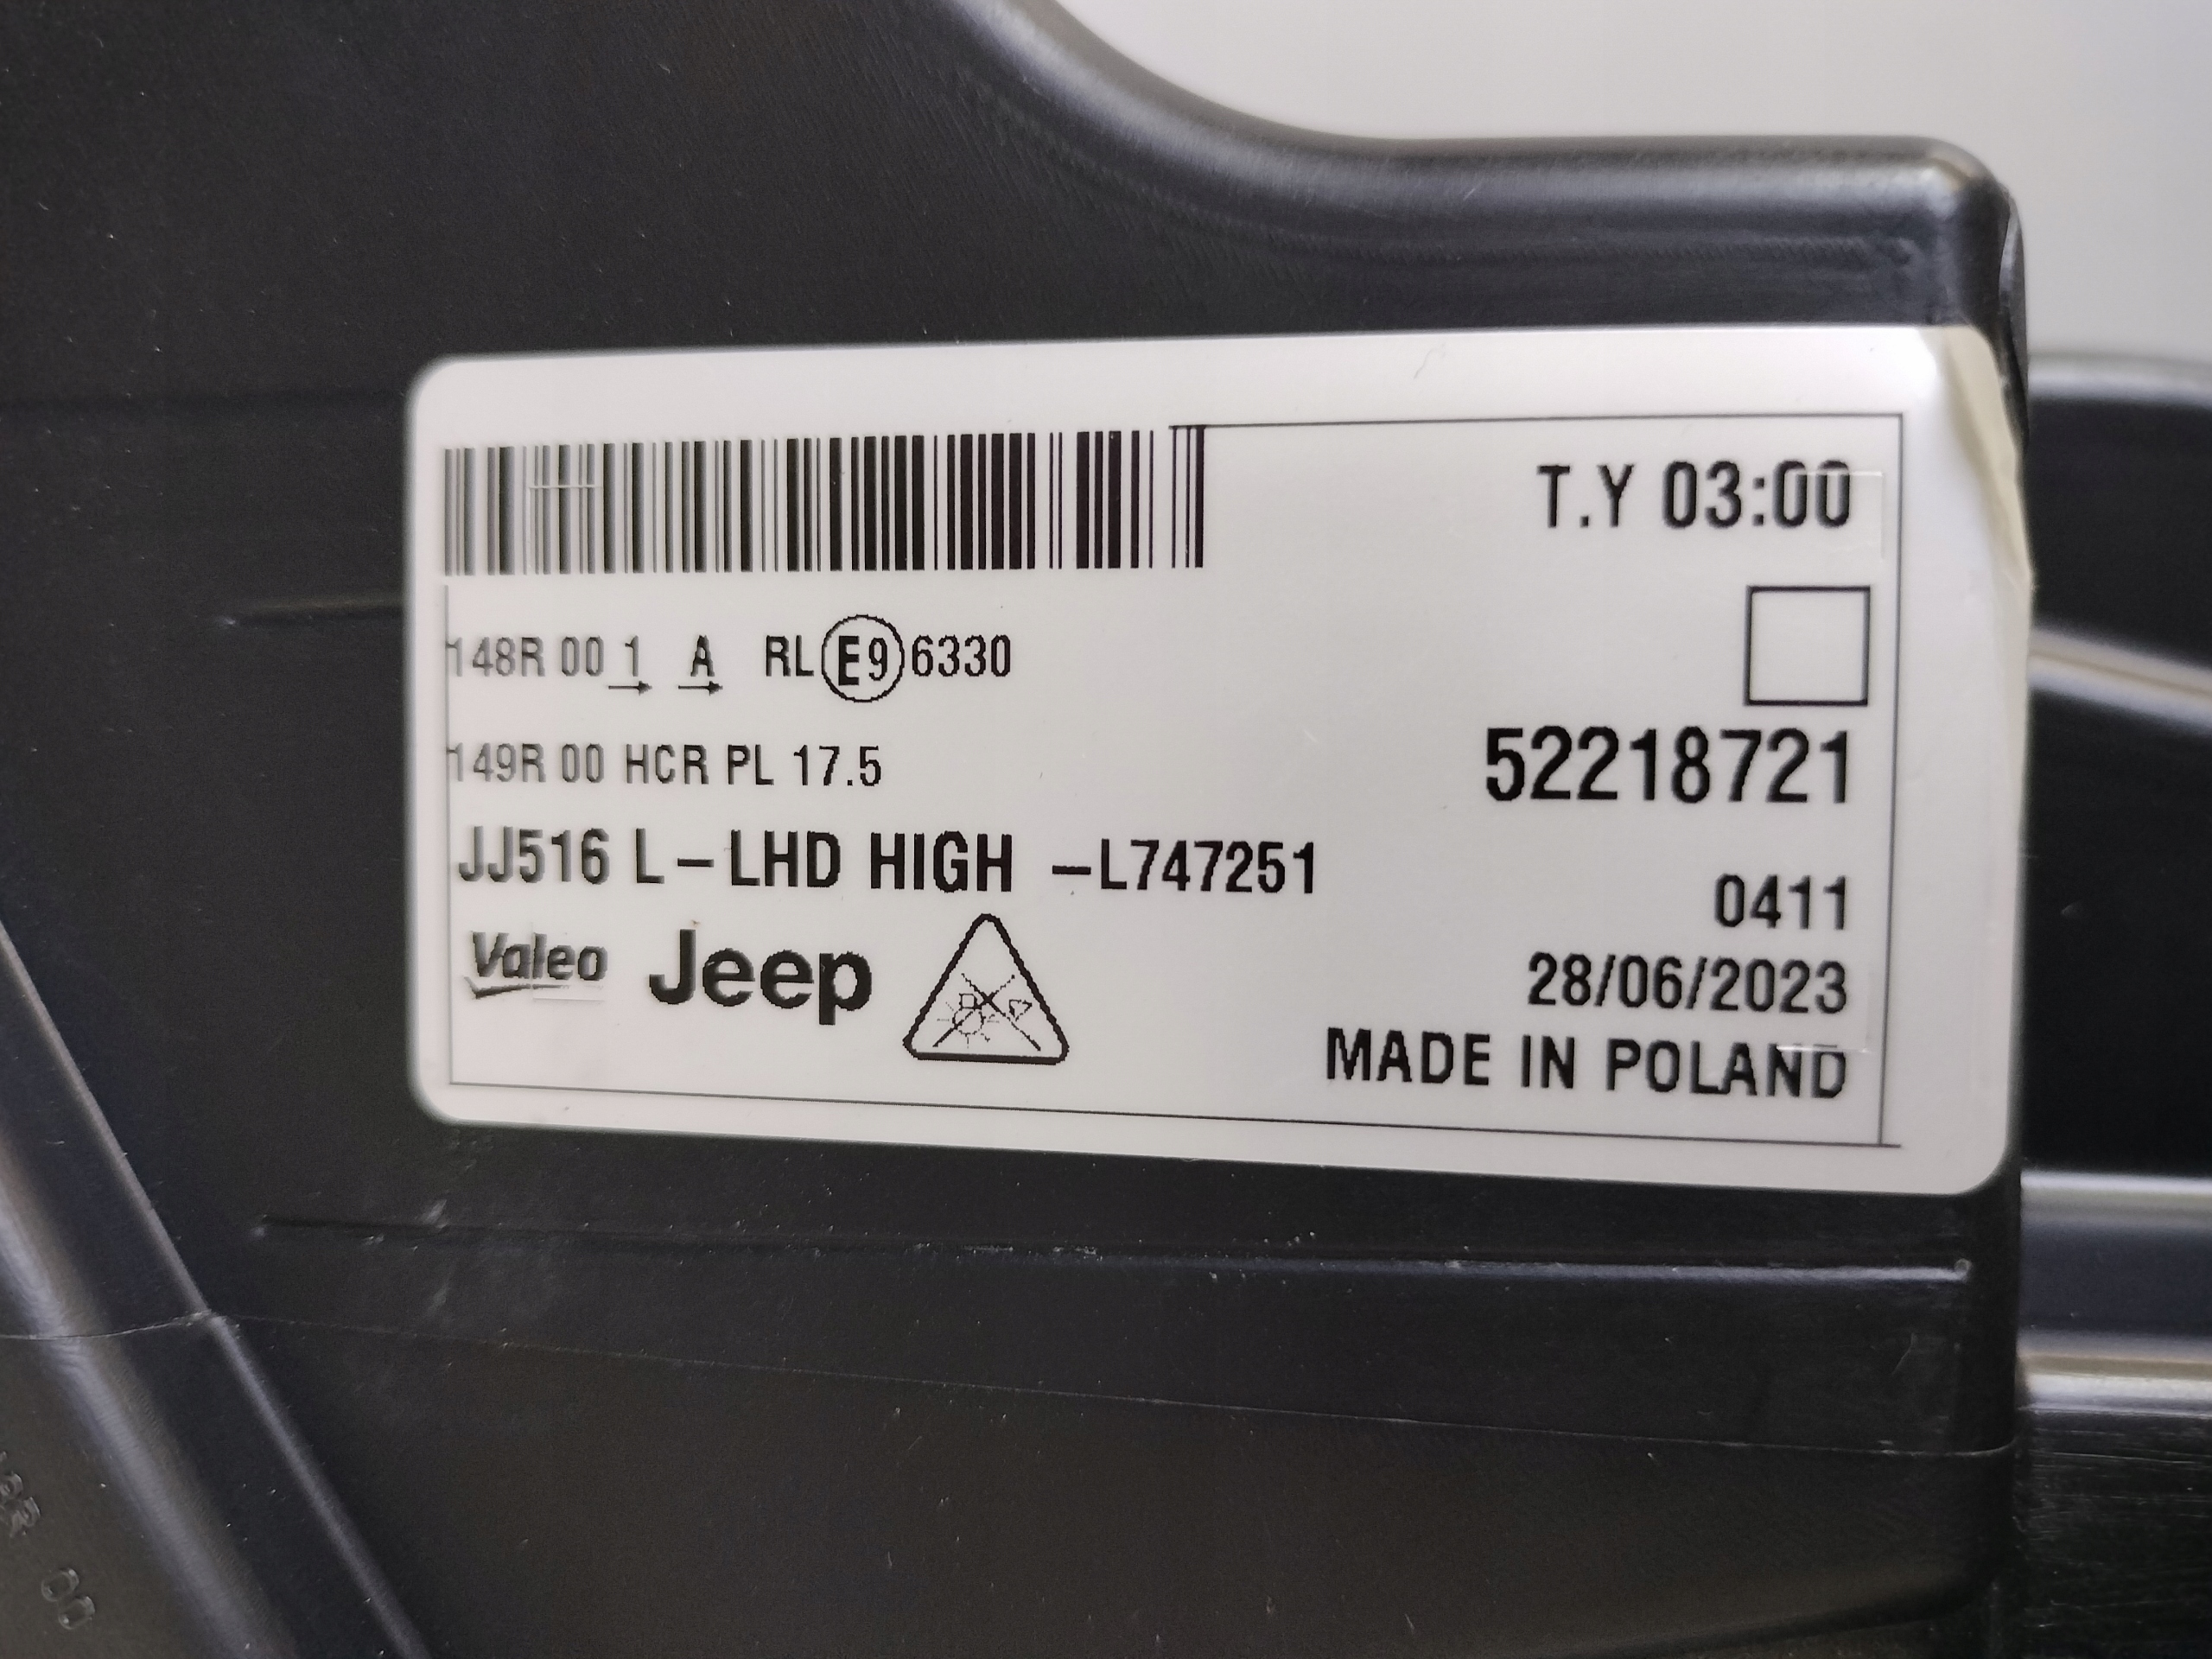 T.Y 03:00
148R 00 1 A RL E9 6330
149R 00 HCR PL 17.5
52218721
JJ516 L-LHD HIGH -L747251
0411
Valeo Jeep
28/06/2023
MADE IN POLAND
00